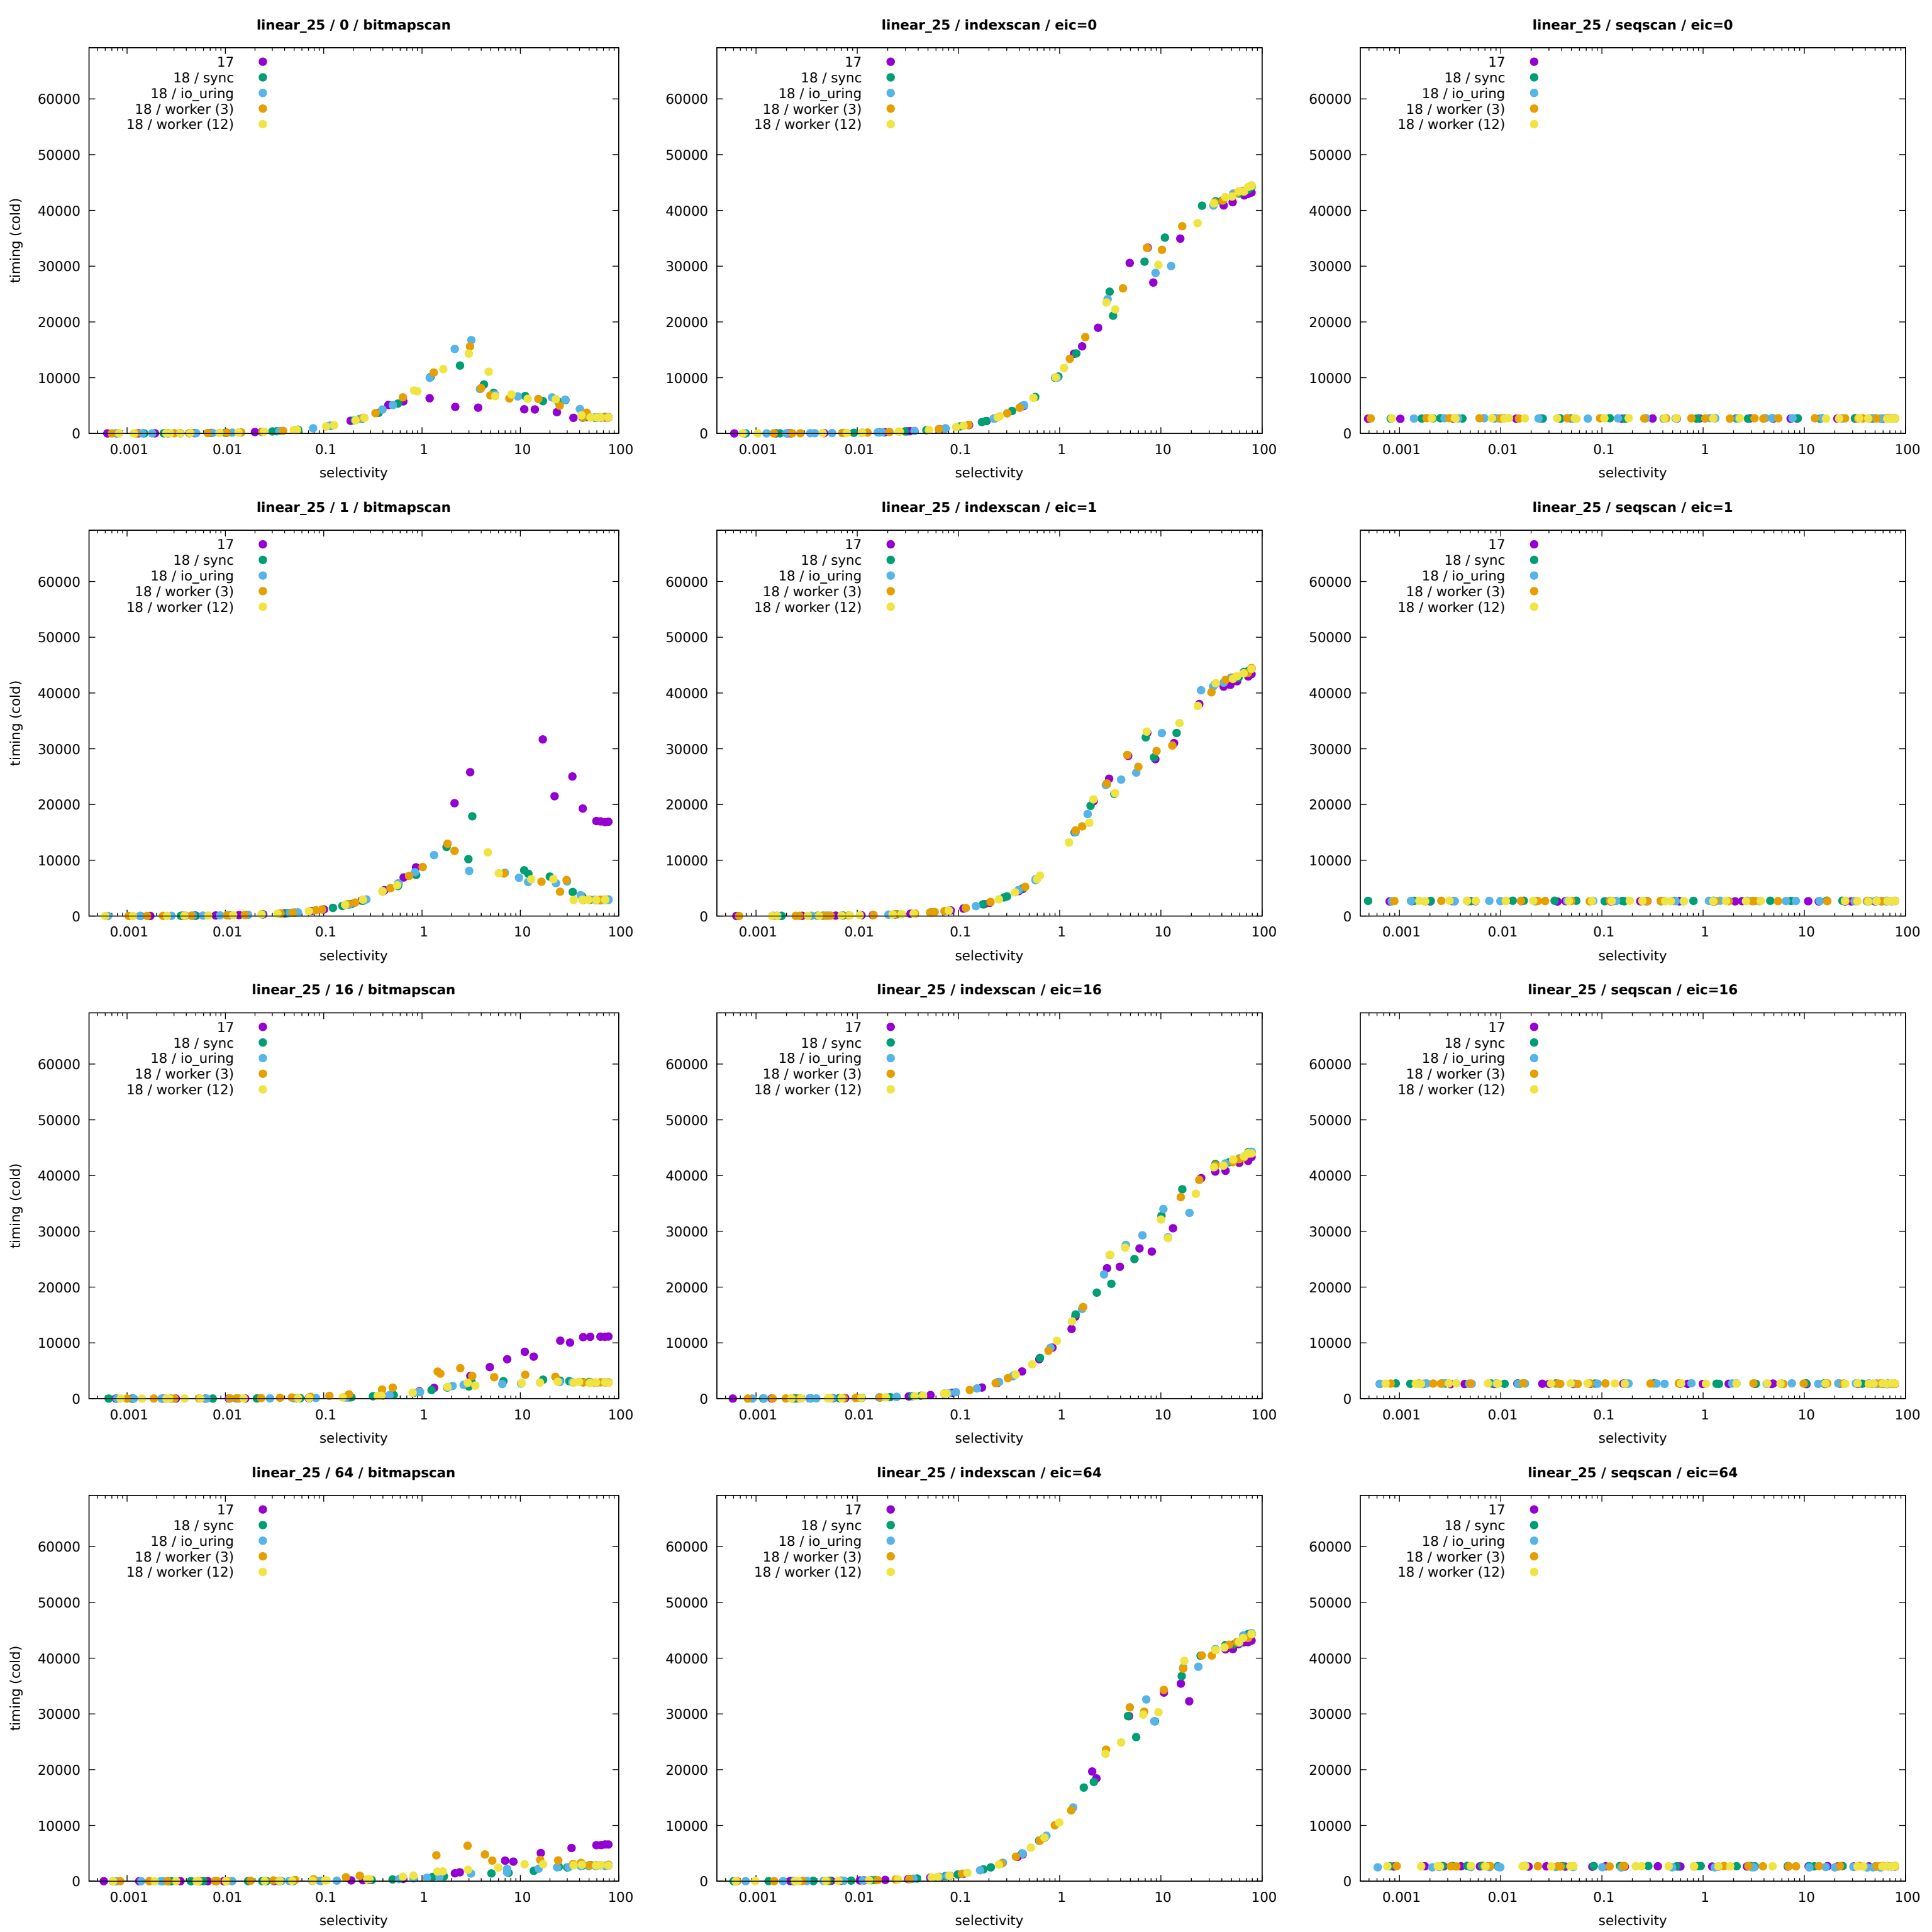 linear_25 / 0 / bitmapscan
17
18 / sync
18 / io_uring
18 / worker (3)
18 / worker (12)
60000
50000
40000
30000
20000
10000
0
timing (cold)
0.001 0.01 0.1 1 10 100
selectivity
linear_25 / indexscan / eic=0
17
18 / sync
18 / io_uring
18 / worker (3)
18 / worker (12)
60000
50000
40000
30000
20000
10000
0
0.001 0.01 0.1 1 10 100
selectivity
linear_25 / seqscan / eic=0
17
18 / sync
18 / io_uring
18 / worker (3)
18 / worker (12)
60000
50000
40000
30000
20000
10000
0
0.001 0.01 0.1 1 10 100
selectivity
linear_25 / 1 / bitmapscan
17
18 / sync
18 / io_uring
18 / worker (3)
18 / worker (12)
60000
50000
40000
30000
20000
10000
0
timing (cold)
0.001 0.01 0.1 1 10 100
selectivity
linear_25 / indexscan / eic=1
17
18 / sync
18 / io_uring
18 / worker (3)
18 / worker (12)
60000
50000
40000
30000
20000
10000
0
0.001 0.01 0.1 1 10 100
selectivity
linear_25 / seqscan / eic=1
17
18 / sync
18 / io_uring
18 / worker (3)
18 / worker (12)
60000
50000
40000
30000
20000
10000
0
0.001 0.01 0.1 1 10 100
selectivity
linear_25 / 16 / bitmapscan
17
18 / sync
18 / io_uring
18 / worker (3)
18 / worker (12)
60000
50000
40000
30000
20000
10000
0
timing (cold)
0.001 0.01 0.1 1 10 100
selectivity
linear_25 / indexscan / eic=16
17
18 / sync
18 / io_uring
18 / worker (3)
18 / worker (12)
60000
50000
40000
30000
20000
10000
0
0.001 0.01 0.1 1 10 100
selectivity
linear_25 / seqscan / eic=16
17
18 / sync
18 / io_uring
18 / worker (3)
18 / worker (12)
60000
50000
40000
30000
20000
10000
0
0.001 0.01 0.1 1 10 100
selectivity
linear_25 / 64 / bitmapscan
17
18 / sync
18 / io_uring
18 / worker (3)
18 / worker (12)
60000
50000
40000
30000
20000
10000
0
timing (cold)
0.001 0.01 0.1 1 10 100
selectivity
linear_25 / indexscan / eic=64
17
18 / sync
18 / io_uring
18 / worker (3)
18 / worker (12)
60000
50000
40000
30000
20000
10000
0
0.001 0.01 0.1 1 10 100
selectivity
linear_25 / seqscan / eic=64
17
18 / sync
18 / io_uring
18 / worker (3)
18 / worker (12)
60000
50000
40000
30000
20000
10000
0
0.001 0.01 0.1 1 10 100
selectivity